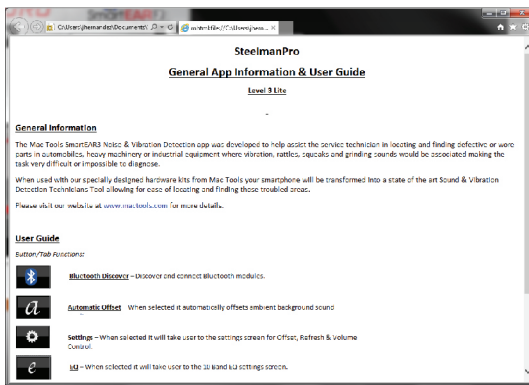 SmartEAR
C:\Users\jhernandez\Documents\
mhtml:file://C:\Users\jhern...
SteelmanPro
General App Information & User Guide
Level 3 Lite
General Information
The Mac Tools SmartEAR3 Noise & Vibration Detection app was developed to help assist the service technician in locating and finding defective or worn
parts in automobiles, heavy machinery or industrial equipment where vibration, rattles, squeaks and grinding sounds would be associated making the
task very difficult or impossible to diagnose.
When used with our specially designed hardware kits from Mac Tools your smartphone will be transformed into a state of the art Sound & Vibration
Detection Technicians Tool allowing for ease of locating and finding those troubled areas.
Please visit our website at www.mactools.com for more details.
User Guide
Button/Tab Functions:
Bluetooth Discover – Discover and connect Bluetooth modules.
a Automatic Offset When selected it automatically offsets ambient background sound
Settings – When selected it will take user to the settings screen for Offset, Refresh & Volume
Control.
e EQ – When selected it will take user to the 10 Band EQ settings screen.